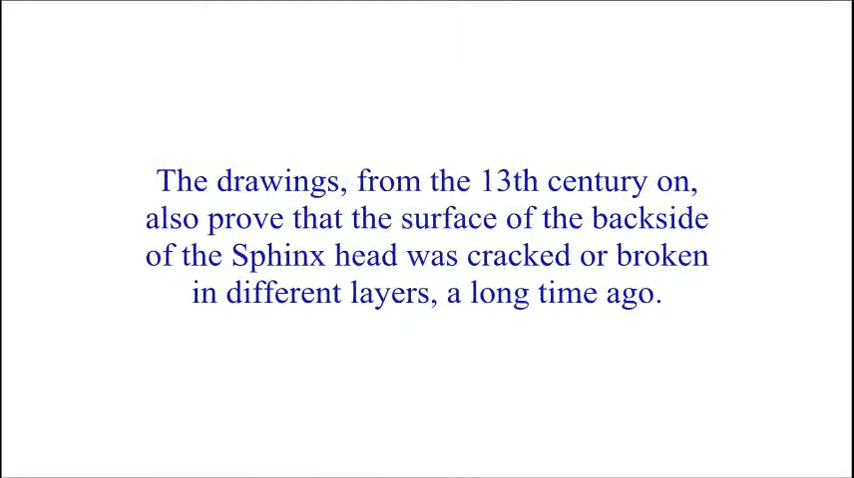 The drawings, from the 13th century on,
also prove that the surface of the backside
of the Sphinx head was cracked or broken
in different layers, a long time ago.